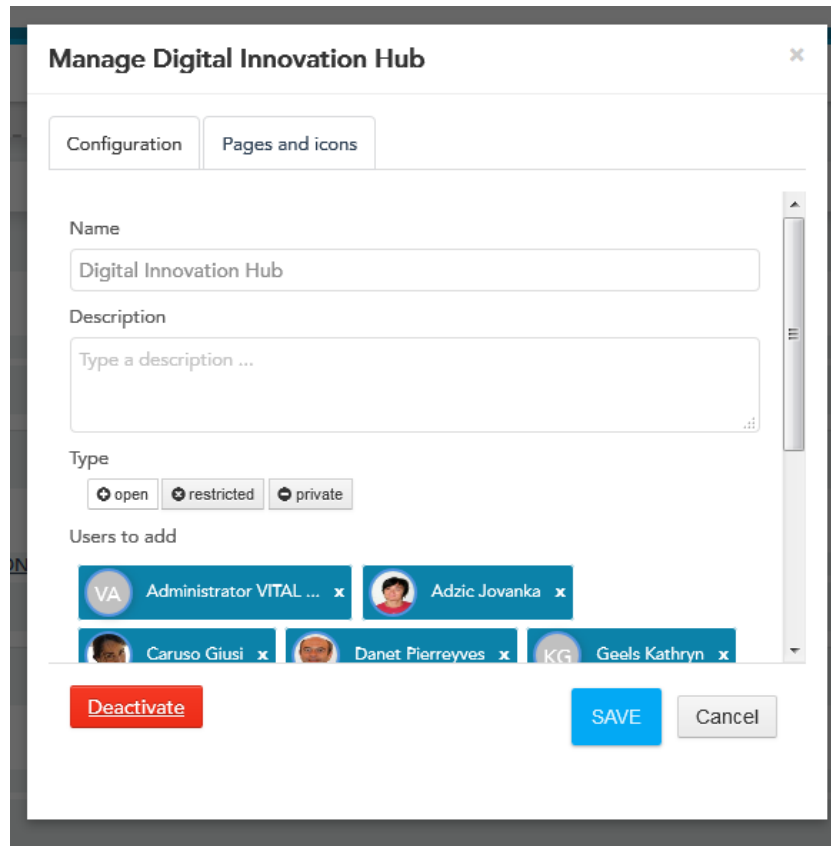 Manage Digital Innovation Hub ×
Configuration Pages and icons
Name
Digital Innovation Hub
Description
Type a description ...
Type
open restricted private
Users to add
VA Administrator VITAL ... x Adzic Jovanka x
ON
Caruso Giusi x Danet Pierreyves x KG Geels Kathryn x
Deactivate SAVE Cancel